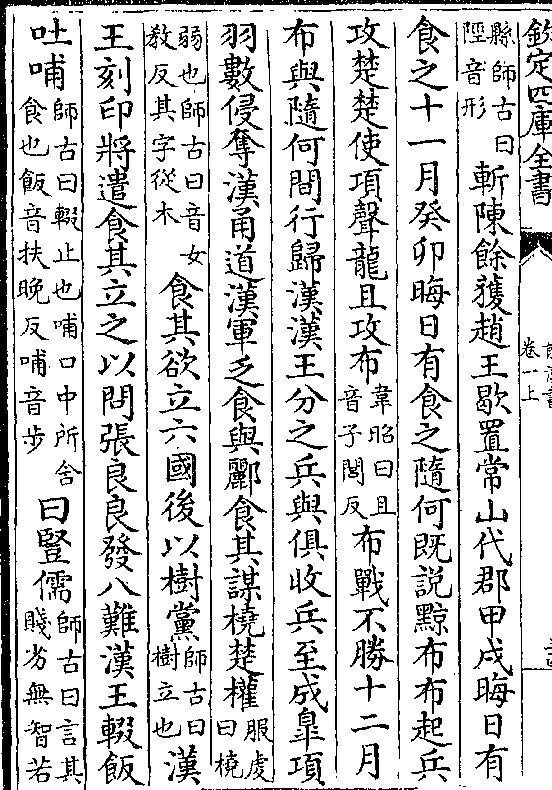 欽定四庫全書
卷一上
縣師古曰陘音形斬陳餘獲趙王歇置常山代郡甲戌晦日有
食之十一月癸卯晦日有食之隨何既說黥布布起兵
攻楚楚使項聲龍且攻布韋昭曰且音子閭反布戰不勝十二月
布與隨何間行歸漢漢王分之兵與俱收兵至成臯項
羽數侵奪漢甬道漢軍乏食與酈食其謀橈楚權服虔曰橈
弱也師古曰音女教反其字從木食其欲立六國後以樹黨師古曰樹立也漢
王刻印將遣食其立之以問張良良發八難漢王輟飯
吐哺師古曰輟止也哺口中所含食也飯音扶晚反哺音步曰豎儒師古曰言其賤劣無智若